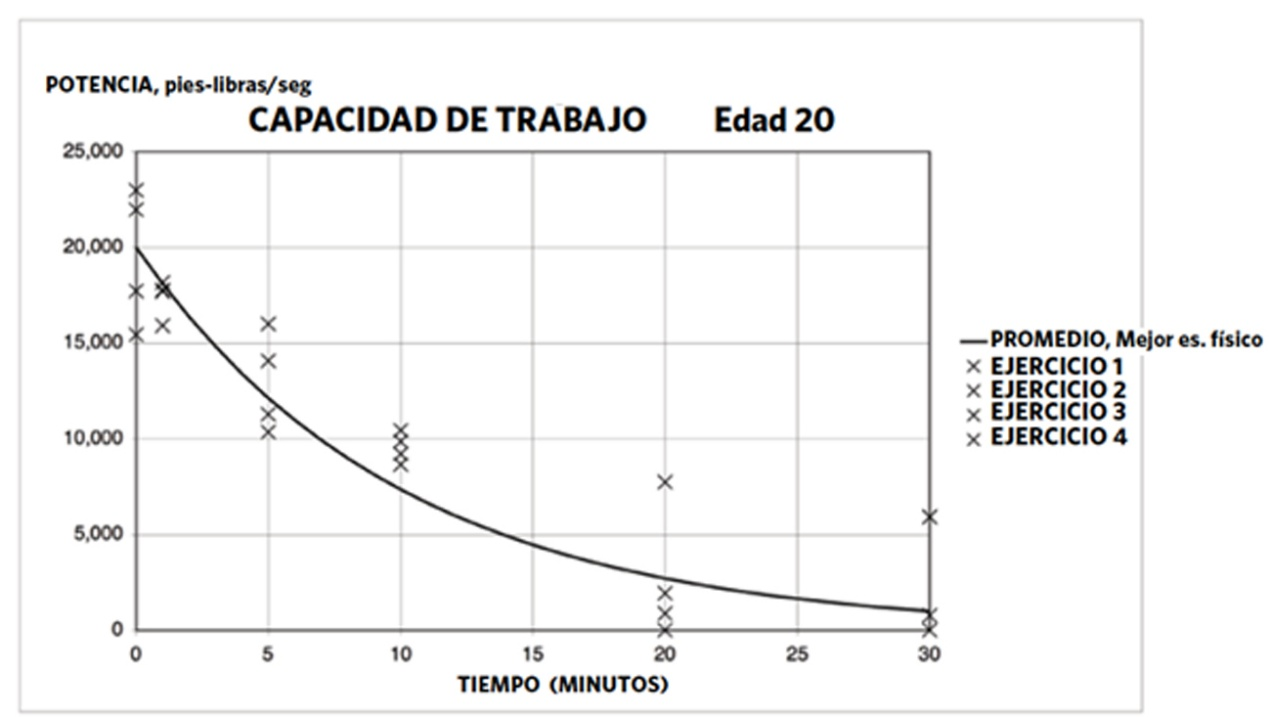 POTENCIA, pies-libras/seg
CAPACIDAD DE TRABAJO Edad 20
25,000
20,000
15,000
10,000
5,000
0
0 5 10 15 20 25 30
TIEMPO (MINUTOS)
PROMEDIO, Mejor es. físico
EJERCICIO 1
EJERCICIO 2
EJERCICIO 3
EJERCICIO 4